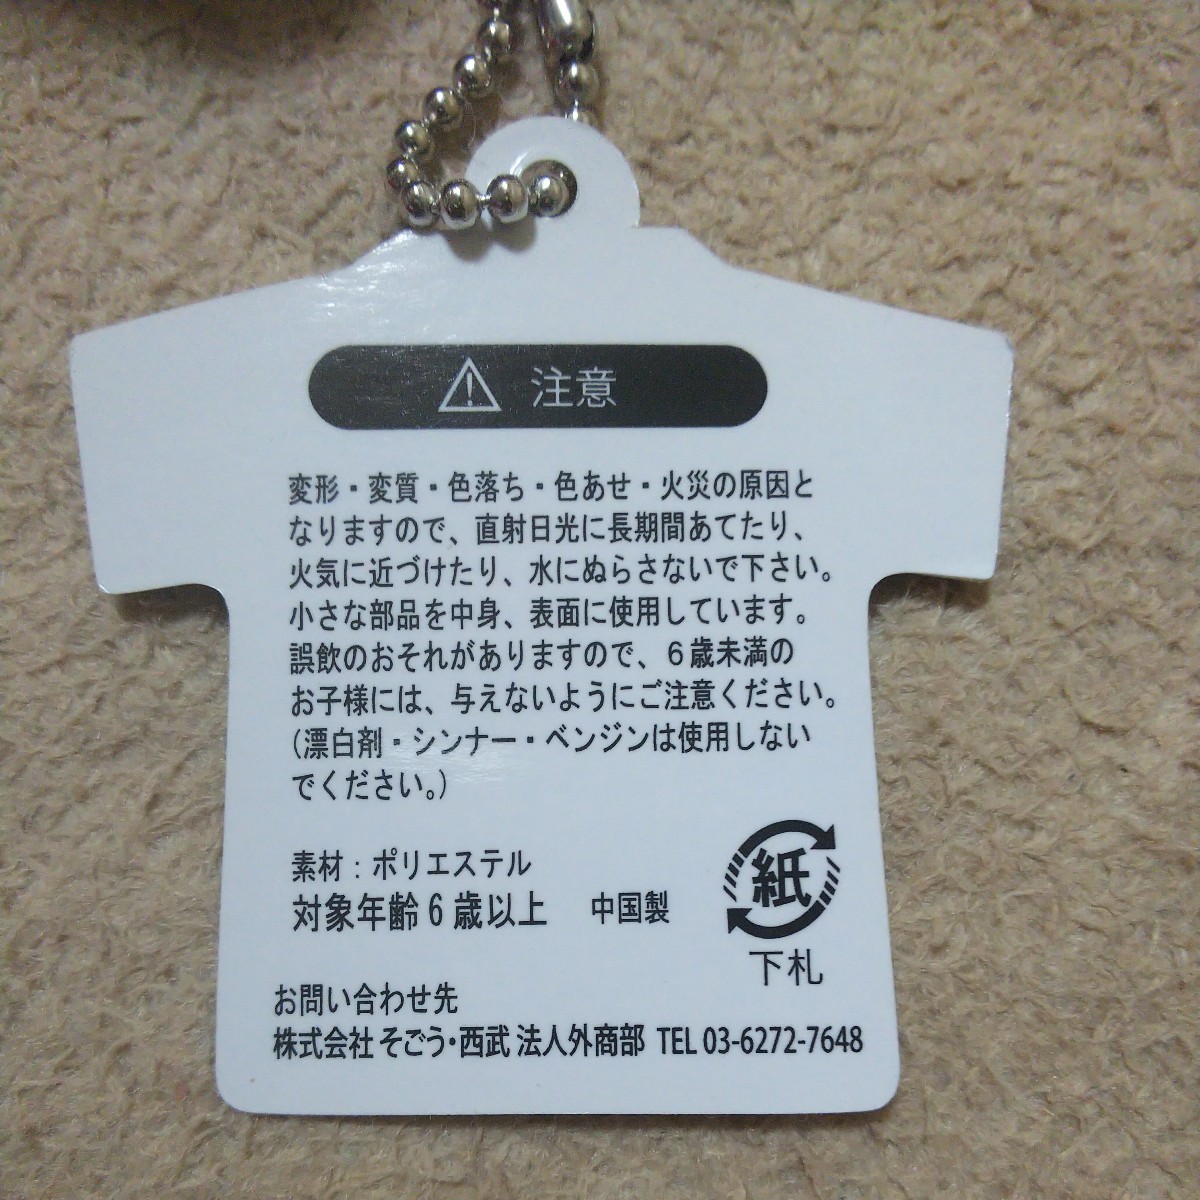 注意
変形・変質・色落ち・色あせ・火災の原因と
なりますので、直射日光に長期間あてたり、
火気に近づけたり、水にぬらさないで下さい。
小さな部品を中身、表面に使用しています。
誤飲のおそれがありますので、6歳未満の
お子様には、与えないようにご注意ください。
(漂白剤・シンナー・ベンジンは使用しない
でください。)
素材:ポリエステル
対象年齢6歳以上 中国製
紙
下札
お問い合わせ先
株式会社 そごう・西武 法人外商部 TEL 03-6272-7648